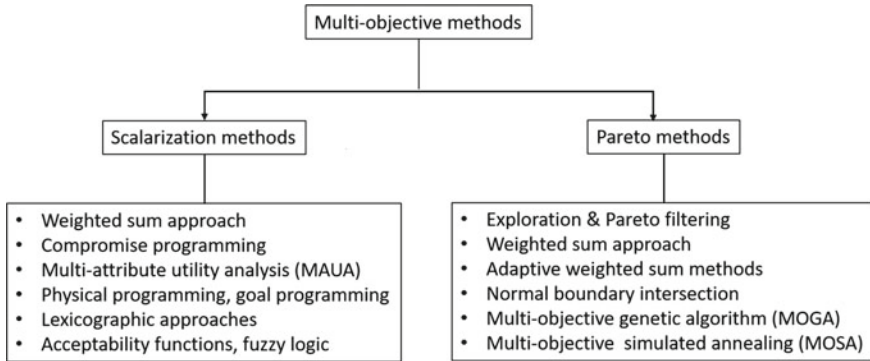 Multi-objective methods
Scalarization methods
Pareto methods
• Weighted sum approach
• Compromise programming
• Multi-attribute utility analysis (MAUA)
• Physical programming, goal programming
• Lexicographic approaches
• Acceptability functions, fuzzy logic
• Exploration & Pareto filtering
• Weighted sum approach
• Adaptive weighted sum methods
• Normal boundary intersection
• Multi-objective genetic algorithm (MOGA)
• Multi-objective simulated annealing (MOSA)